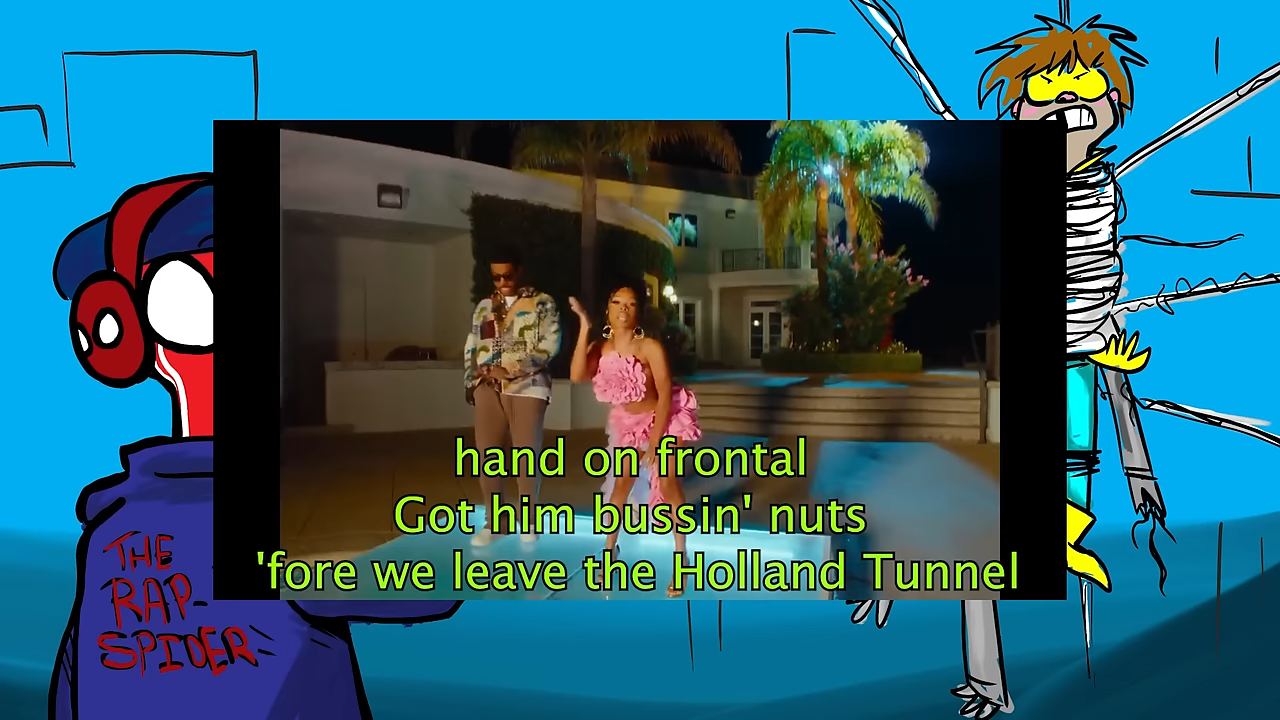 hand on frontal
Got him bussin' nuts
'fore we leave the Holland Tunnel
THE
RAP-
SPIDER